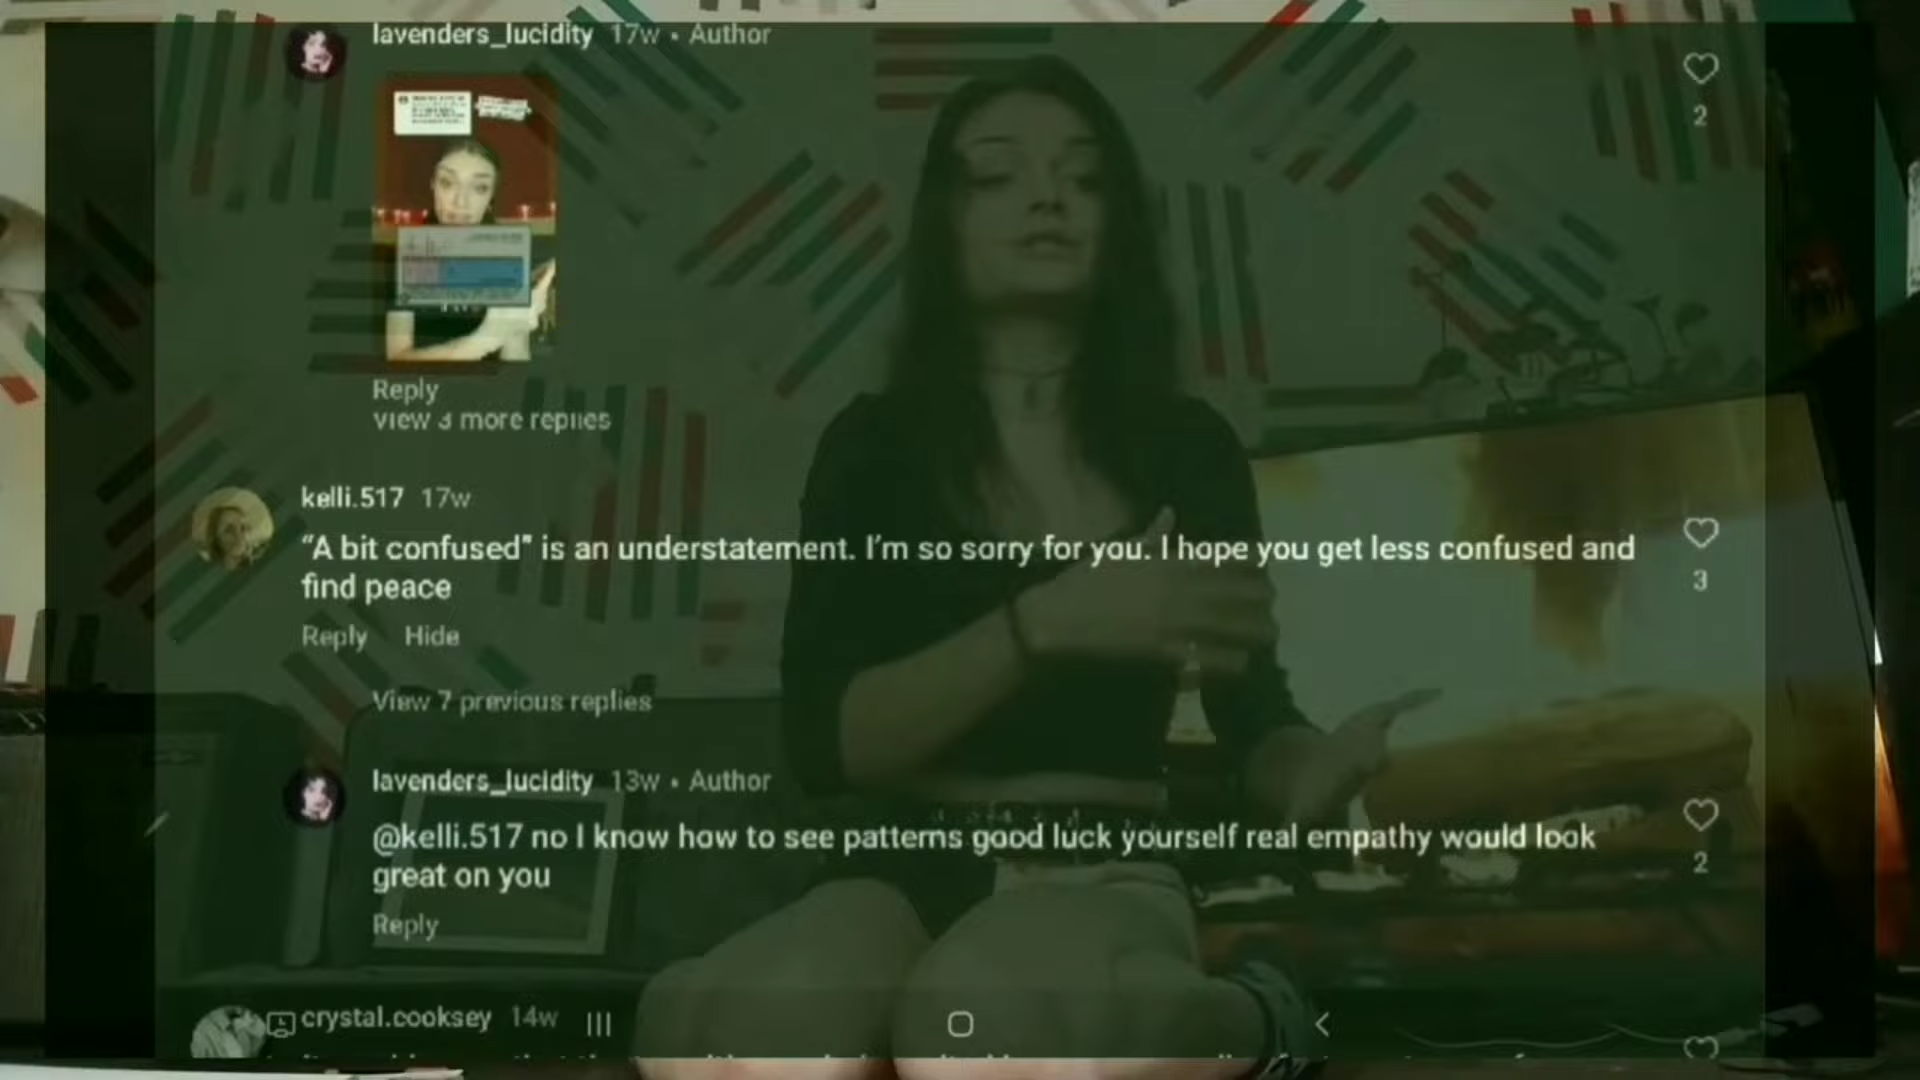 lavenders_lucidity 17w • Author
2
Reply
View 3 more replies
kelli.517 17w
“A bit confused" is an understatement. I'm so sorry for you. I hope you get less confused and
find peace
3
Reply Hide
View 7 previous replies
lavenders_lucidity 13w • Author
@kelli.517 no I know how to see patterns good luck yourself real empathy would look
great on you
2
Reply
crystal.cooksey 14w